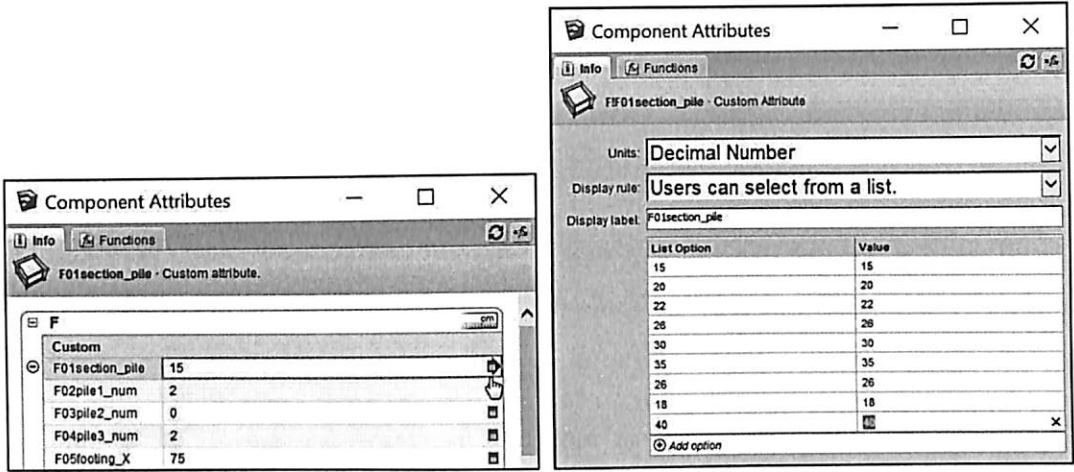 Component Attributes
Info Functions
F01section_pile - Custom attribute.
F cm
Custom
F01section_pile 15
F02pile1_num 2
F03pile2_num 0
F04pile3_num 2
F05footing_X 75
Component Attributes
Info Functions
F!F01section_pile - Custom Attribute
Units: Decimal Number
Display rule: Users can select from a list.
Display label: F01section_pile
List Option Value
15 15
20 20
22 22
28 28
30 30
35 35
26 26
18 18
40 40
Add option